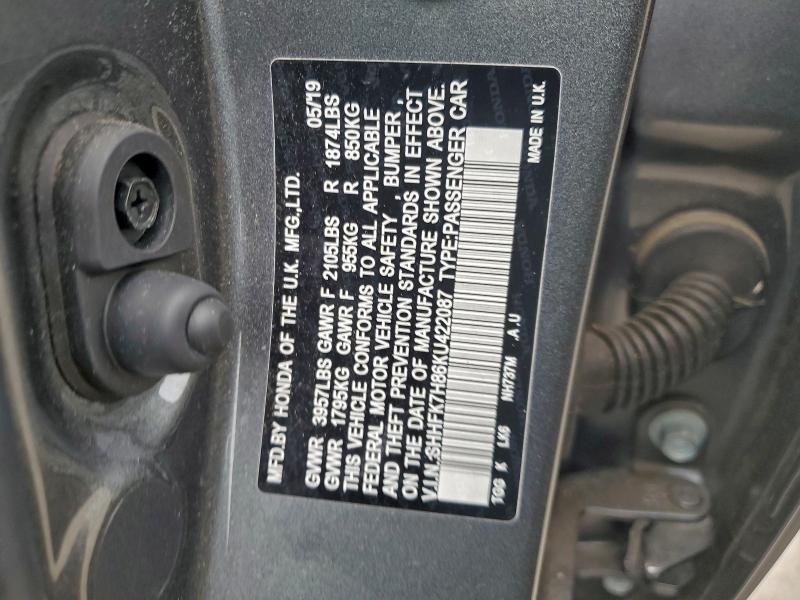 MFD.BY HONDA OF THE U.K. MFG.,LTD. 05/19
GVWR 3957LBS GAWR F 2105LBS R 1874LBS
GVWR 1795KG GAWR F 955KG R 850KG
THIS VEHICLE CONFORMS TO ALL APPLICABLE
FEDERAL MOTOR VEHICLE SAFETY , BUMPER ,
AND THEFT PREVENTION STANDARDS IN EFFECT
ON THE DATE OF MANUFACTURE SHOWN ABOVE.
V.I.N.:SHHFK7H86KU422087 TYPE:PASSENGER CAR
TGG K LK6 NH737M A.U MADE IN U.K.